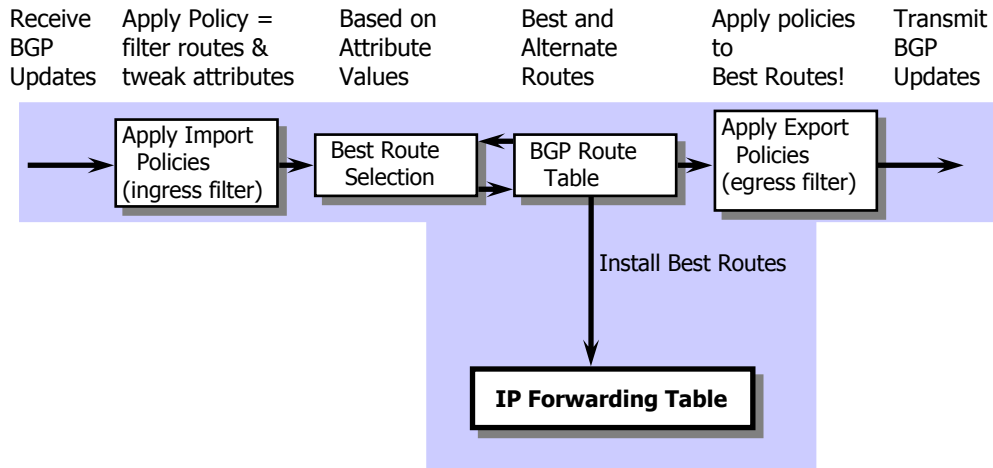 Receive
BGP
Updates
Apply Policy =
filter routes &
tweak attributes
Based on
Attribute
Values
Best and
Alternate
Routes
Apply policies
to
Best Routes!
Transmit
BGP
Updates
Apply Import
Policies
(ingress filter)
Best Route
Selection
BGP Route
Table
Apply Export
Policies
(egress filter)
Install Best Routes
IP Forwarding Table